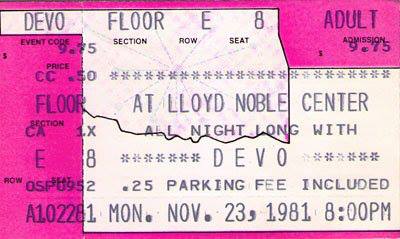 DEVO FLOOR E 8 ADULT
EVENT CODE SECTION ROW SEAT ADMISSION
$ 9.75 $ 9.75
PRICE
CC .50 ************************
FLOOR AT LLOYD NOBLE CENTER
SECTION
CA 1X ALL NIGHT LONG WITH
E 8 ******* DEVO ********
ROW SEAT
OSP0952 .25 PARKING FEE INCLUDED
A102281 MON. NOV. 23, 1981 8:00PM